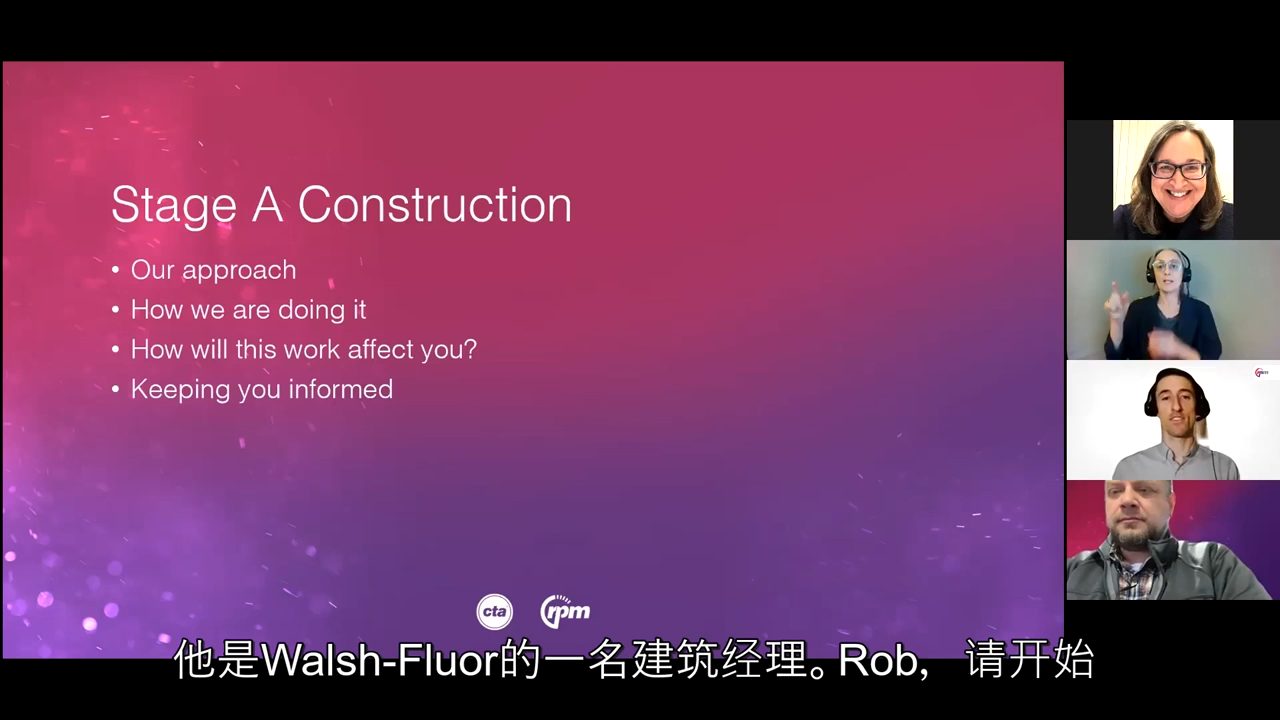 Stage A Construction
• Our approach
• How we are doing it
• How will this work affect you?
• Keeping you informed
cta
rpm
rpm
他是Walsh-Fluor的一名建筑经理。Rob, 请开始